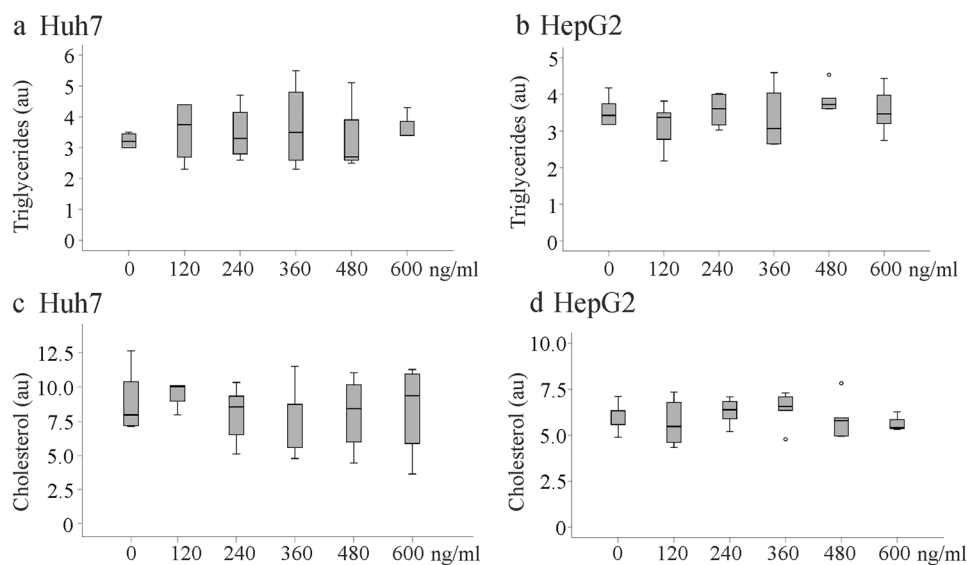 a Huh7
6
5
4
3
2
1
0
Triglycerides (au)
0 120 240 360 480 600 ng/ml
b HepG2
5
4
3
2
1
0
Triglycerides (au)
0 120 240 360 480 600 ng/ml
c Huh7
12.5
10.0
7.5
5.0
2.5
0
Cholesterol (au)
0 120 240 360 480 600 ng/ml
d HepG2
10.0
7.5
5.0
2.5
0
Cholesterol (au)
0 120 240 360 480 600 ng/ml